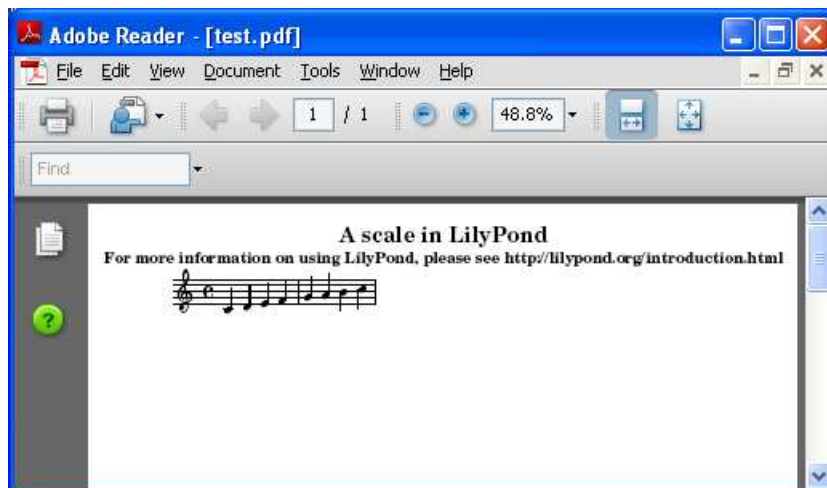 Adobe Reader - [test.pdf]
File Edit View Document Tools Window Help
1 / 1 48.8%
Find
A scale in LilyPond
For more information on using LilyPond, please see http://lilypond.org/introduction.html